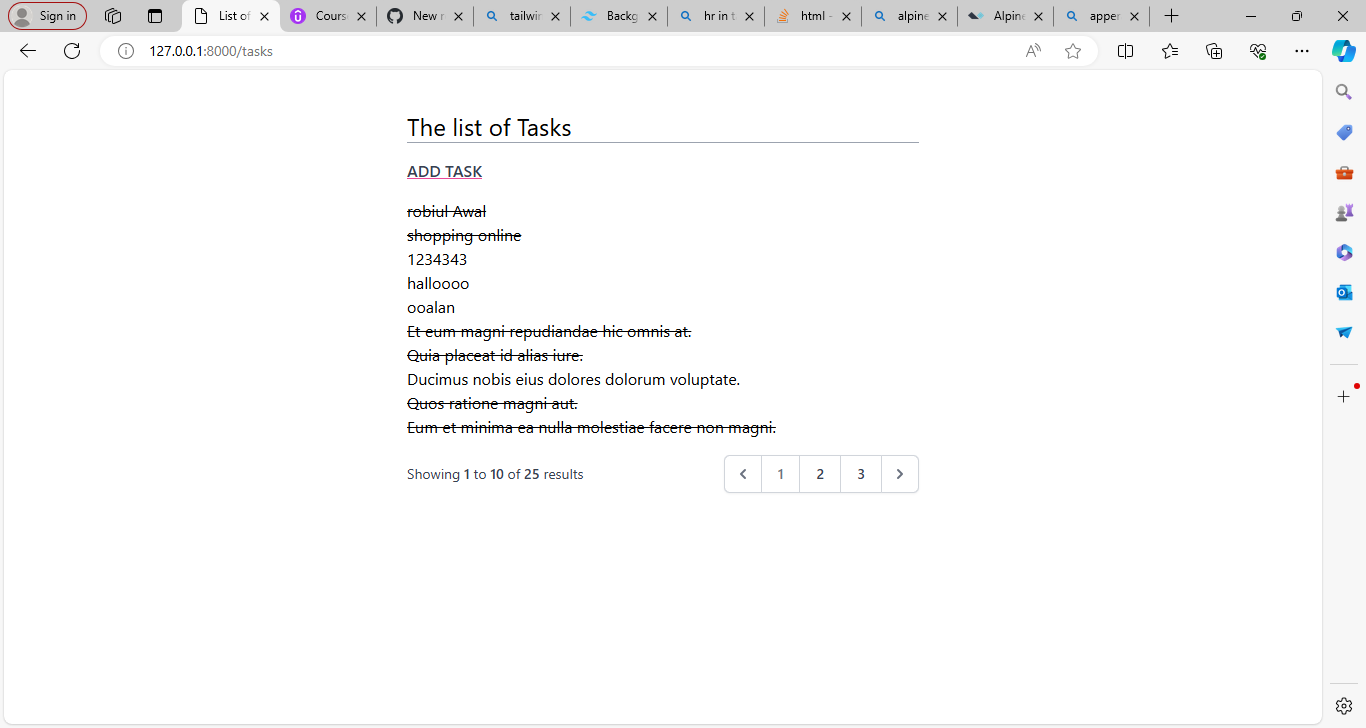 Sign in
List of
Cours
New r
tailwin
Backg
hr in t
html -
alpine
Alpine
apper
127.0.0.1:8000/tasks
The list of Tasks
ADD TASK
robiul Awal
shopping online
1234343
halloooo
ooalan
Et eum magni repudiandae hic omnis at.
Quia placeat id alias iure.
Ducimus nobis eius dolores dolorum voluptate.
Quos ratione magni aut.
Eum et minima ea nulla molestiae facere non magni.
Showing 1 to 10 of 25 results
1 2 3